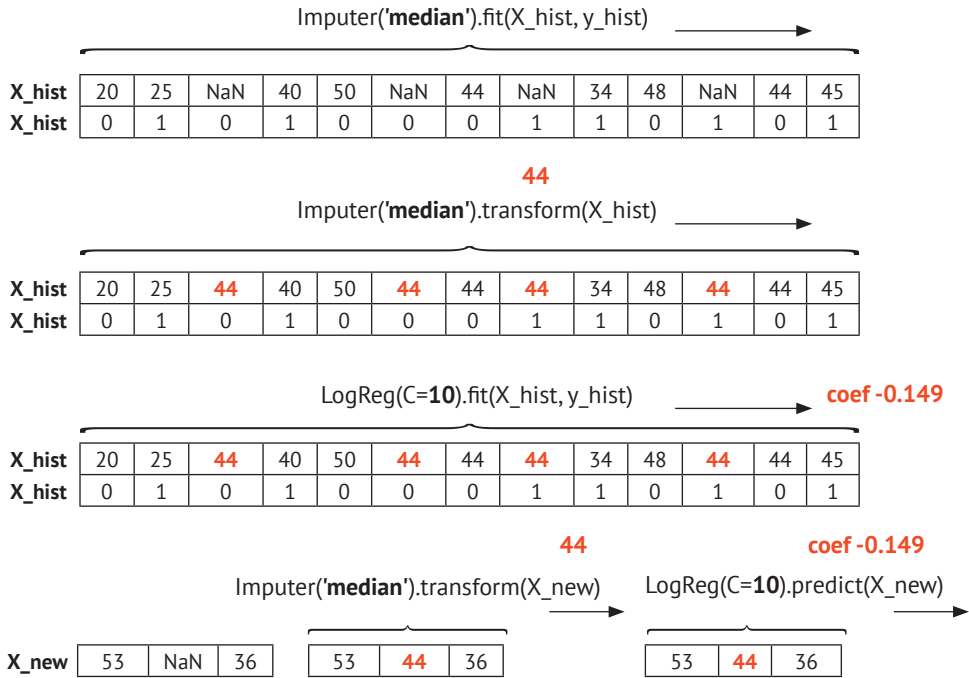 Imputer('median').fit(X_hist, y_hist)
X_hist 20 25 NaN 40 50 NaN 44 NaN 34 48 NaN 44 45
X_hist 0 1 0 1 0 0 0 1 1 0 1 0 1
44
Imputer('median').transform(X_hist)
X_hist 20 25 44 40 50 44 44 44 34 48 44 44 45
X_hist 0 1 0 1 0 0 0 1 1 0 1 0 1
LogReg(C=10).fit(X_hist, y_hist) coef -0.149
X_hist 20 25 44 40 50 44 44 44 34 48 44 44 45
X_hist 0 1 0 1 0 0 0 1 1 0 1 0 1
44 coef -0.149
Imputer('median').transform(X_new) LogReg(C=10).predict(X_new)
X_new 53 NaN 36 53 44 36 53 44 36